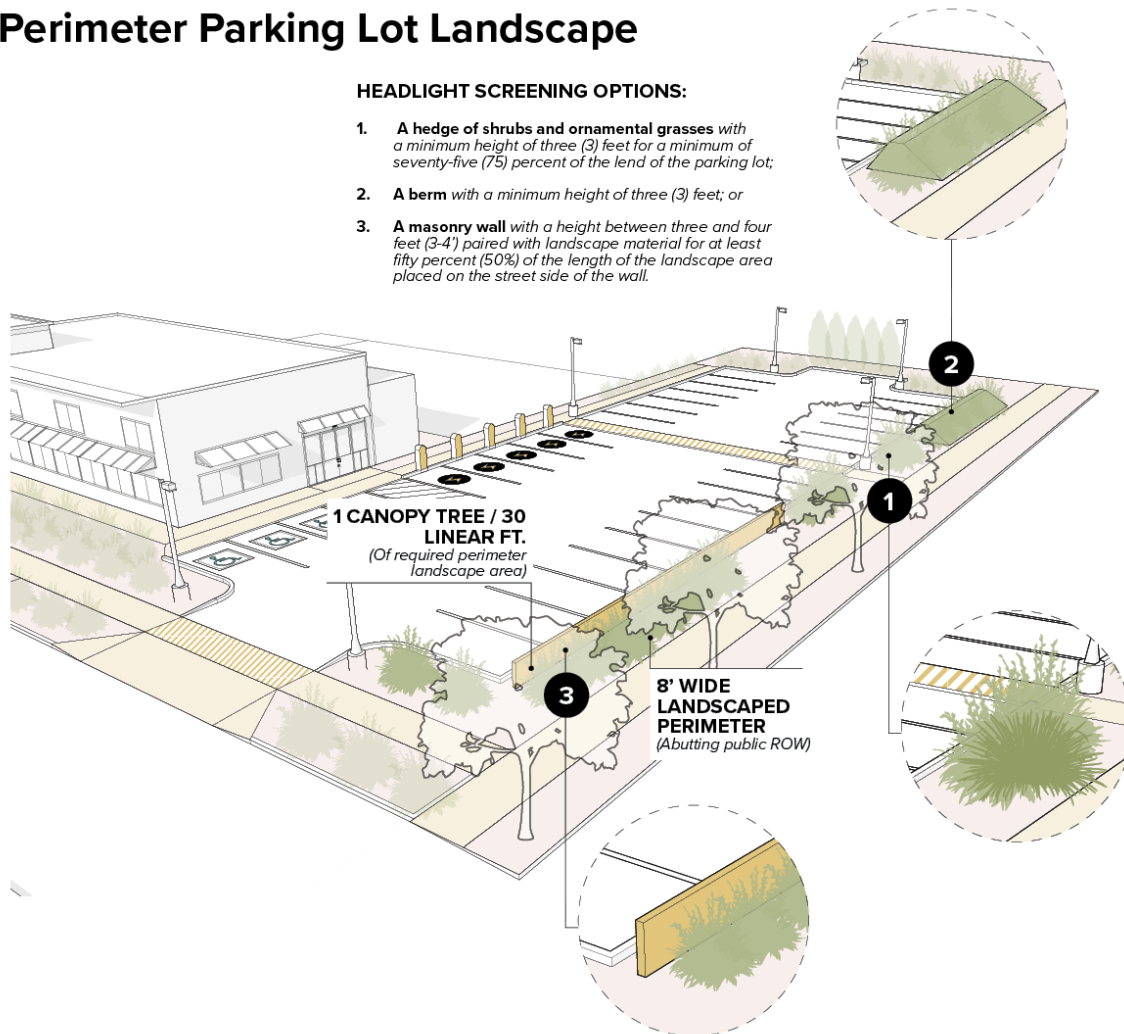 Perimeter Parking Lot Landscape
HEADLIGHT SCREENING OPTIONS:
1. A hedge of shrubs and ornamental grasses with
a minimum height of three (3) feet for a minimum of
seventy-five (75) percent of the lend of the parking lot;
2. A berm with a minimum height of three (3) feet; or
3. A masonry wall with a height between three and four
feet (3-4') paired with landscape material for at least
fifty percent (50%) of the length of the landscape area
placed on the street side of the wall.
2
1
1 CANOPY TREE / 30
LINEAR FT.
(Of required perimeter
landscape area)
3
8' WIDE
LANDSCAPED
PERIMETER
(Abutting public ROW)